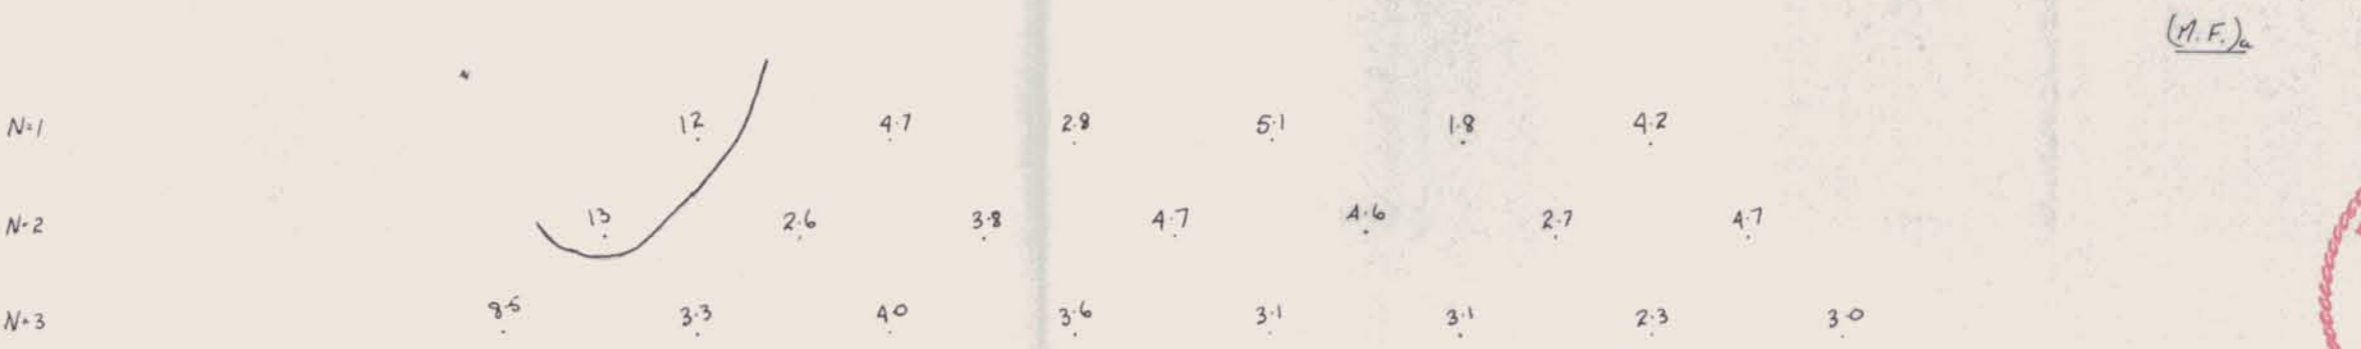 (M.F.)a
N=1 12 4.7 2.8 5.1 1.8 4.2
N=2 13 2.6 3.8 4.7 4.6 2.7 4.7
N=3 8.5 3.3 4.0 3.6 3.1 3.1 2.3 3.0